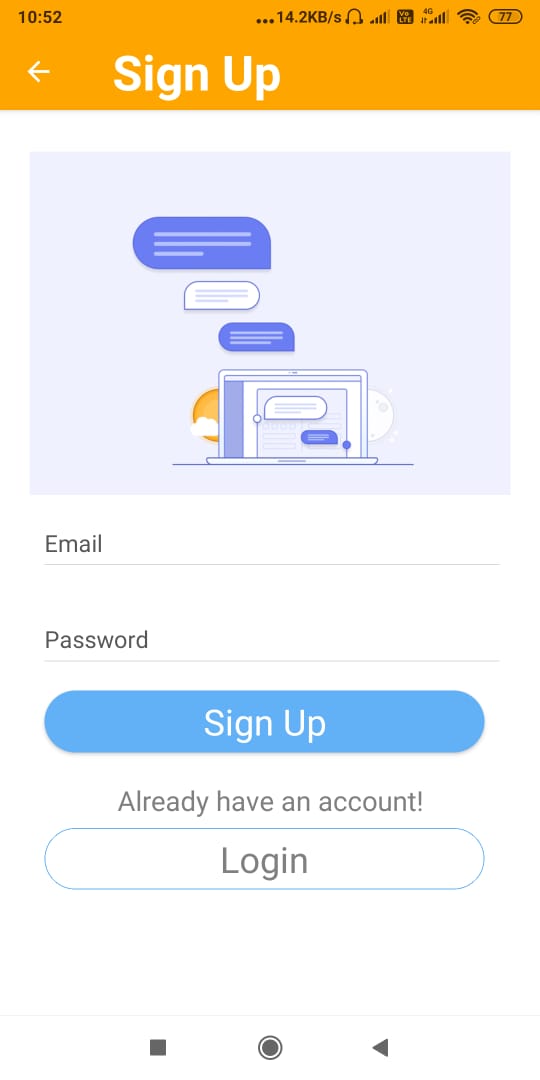 10:52 ...14.2KB/s Vo LTE 4G 77
Sign Up
Email
Password
Sign Up
Already have an account!
Login